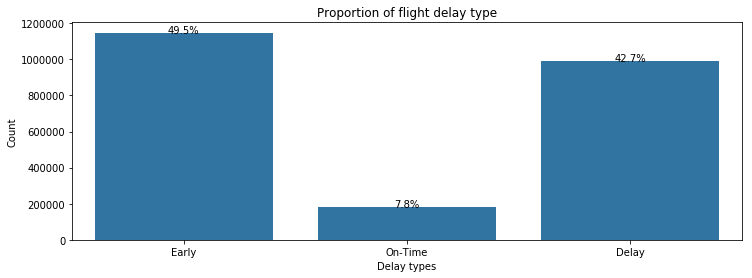 Proportion of flight delay type
1200000
1000000
800000
600000
400000
200000
0
Count
49.5%
7.8%
42.7%
Early
On-Time
Delay
Delay types